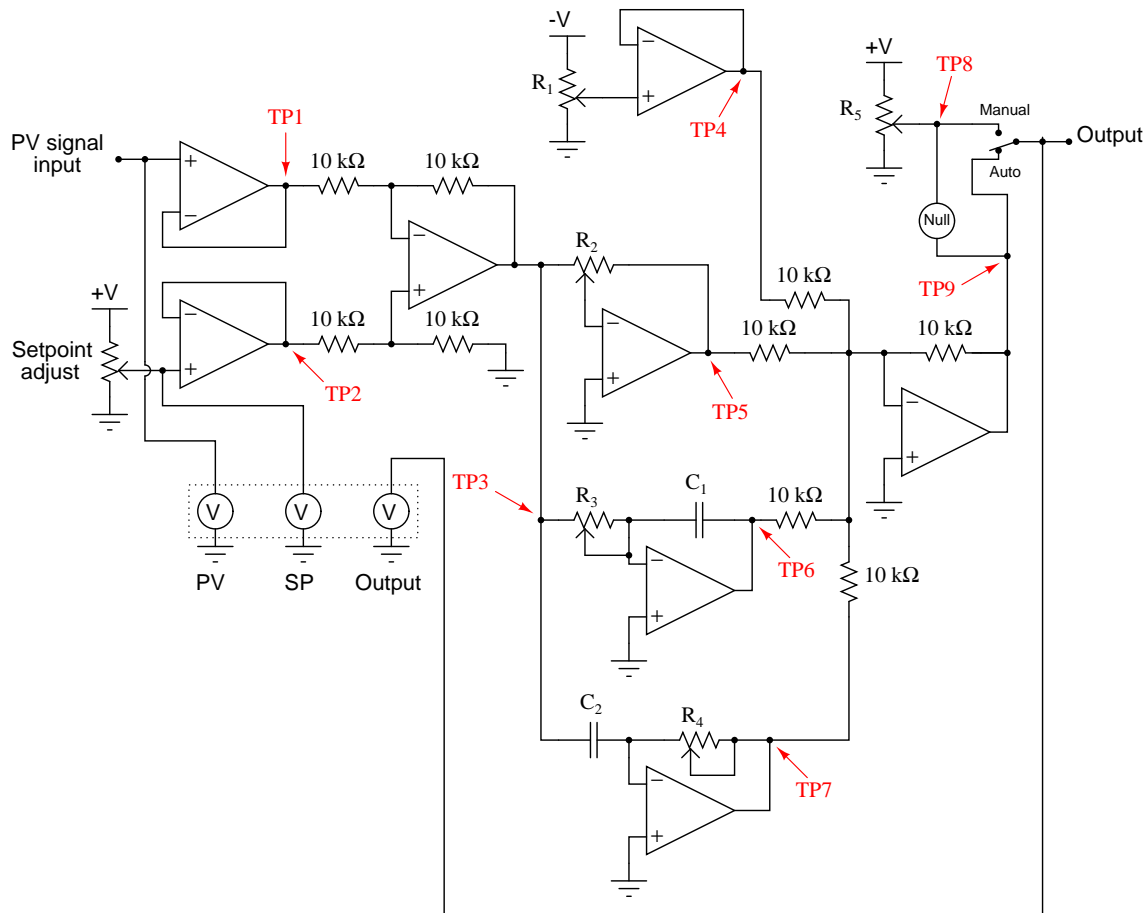 -V
R1
TP4
+V
TP8
R5
Manual
Output
Auto
Null
TP9
TP1
PV signal
input
10 kΩ
10 kΩ
−
+
+
−
−
+
R2
10 kΩ
10 kΩ
10 kΩ
+V
Setpoint
adjust
−
+
10 kΩ
10 kΩ
TP2
−
+
TP5
−
+
TP3
R3
C1
10 kΩ
−
+
TP6
10 kΩ
V
V
V
PV
SP
Output
C2
R4
−
+
TP7